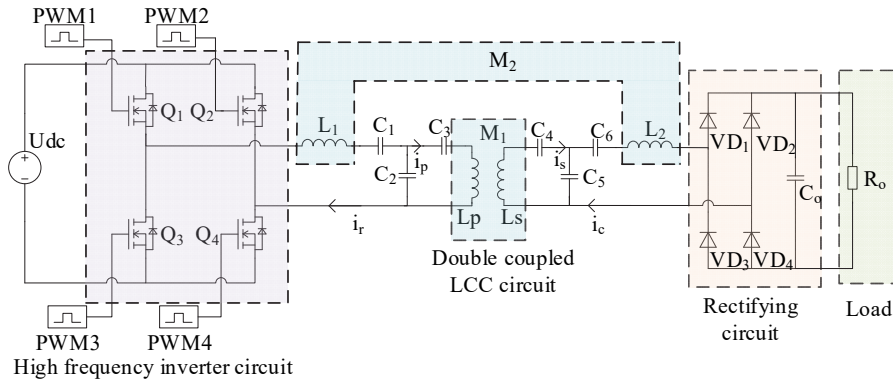 PWM1
PWM2
M₂
Udc
Q₁
Q₂
L₁
C₁
C₃
M₁
C₄
C₆
L₂
VD₁
VD₂
iₚ
iₛ
C₂
C₅
Cₒ
Rₒ
Q₃
Q₄
iᵣ
Lp
Ls
i_c
VD₃
VD₄
Double coupled
LCC circuit
PWM3
PWM4
Rectifying
circuit
Load
High frequency inverter circuit